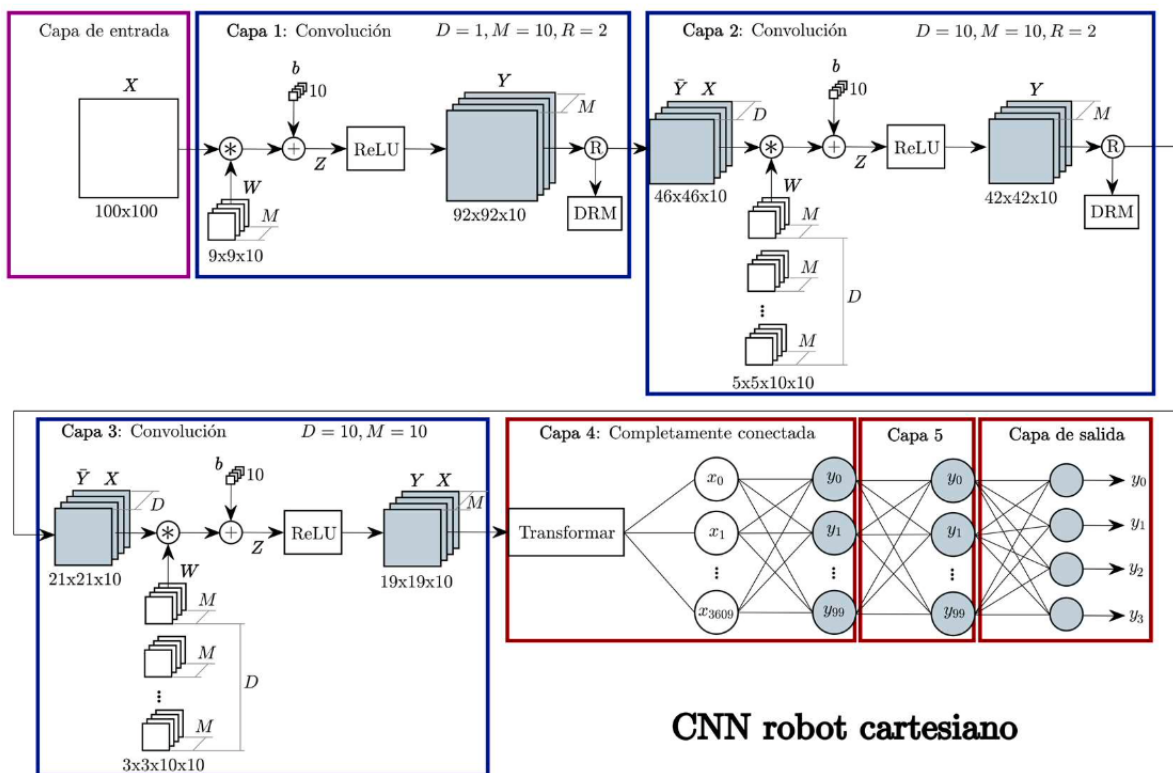 Capa de entrada
X
100x100
Capa 1: Convolución D = 1, M = 10, R = 2
b
10
Y
M
*
+
Z
ReLU
R
W
M
9x9x10
92x92x10
DRM
Capa 2: Convolución D = 10, M = 10, R = 2
b
10
Ȳ X
D
Y
M
*
+
Z
ReLU
R
46x46x10
W
M
42x42x10
DRM
M
D
...
M
5x5x10x10
Capa 3: Convolución D = 10, M = 10
b
10
Ȳ X
D
Y X
M
*
+
Z
ReLU
21x21x10
W
M
19x19x10
M
D
...
M
3x3x10x10
Capa 4: Completamente conectada
Transformar
x0
x1
...
x3609
y0
y1
...
y99
Capa 5
y0
y1
...
y99
Capa de salida
y0
y1
y2
y3
CNN robot cartesiano